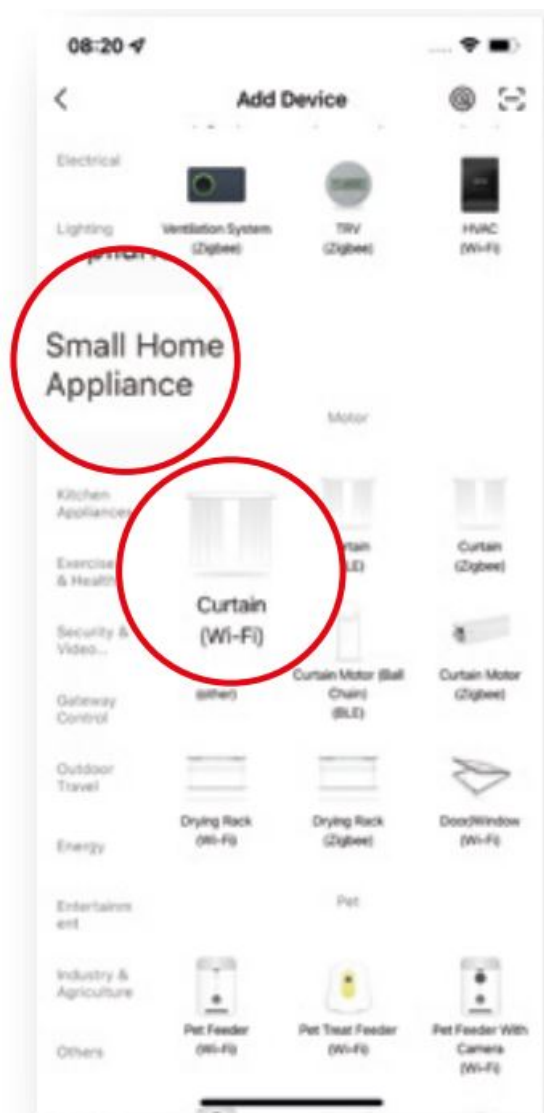 08:20
Add Device
Electrical
Lighting
Ventilation System
(Zigbee)
TRV
(Zigbee)
HVAC
(Wi-Fi)
Small Home
Appliance
Motor
Kitchen
Appliances
Exercise
& Health
Curtain
(Wi-Fi)
Curtain
(Zigbee)
Security &
Video...
(other)
Curtain Motor (Ball
Chain)
(BLE)
Curtain Motor
(Zigbee)
Gateway
Control
Outdoor
Travel
Drying Rack
(Wi-Fi)
Drying Rack
(Zigbee)
Door/Window
(Wi-Fi)
Energy
Entertainm
ent
Pet
Industry &
Agriculture
Pet Feeder
(Wi-Fi)
Pet Treat Feeder
(Wi-Fi)
Pet Feeder With
Camera
(Wi-Fi)
Others